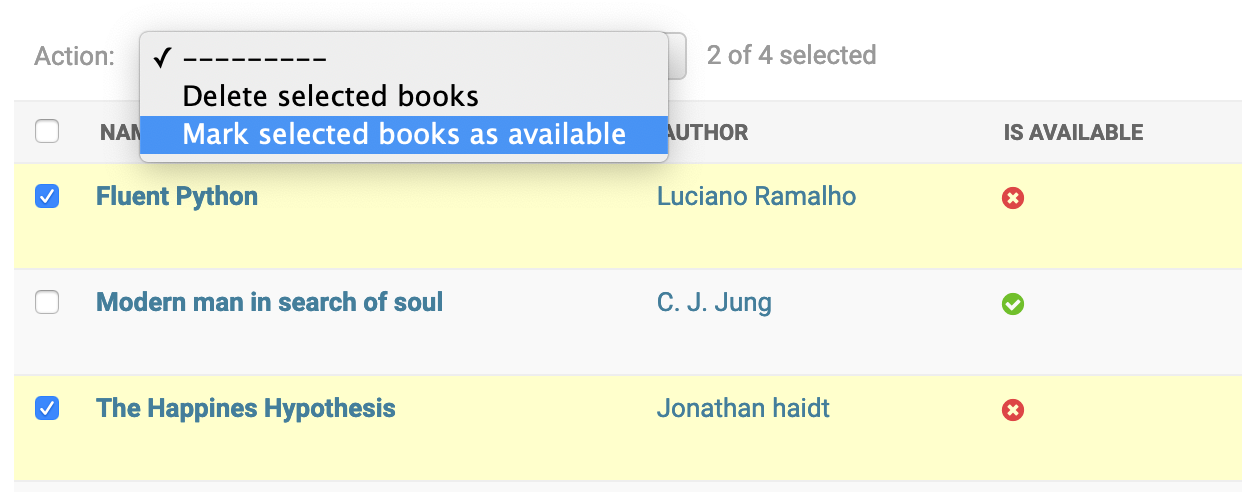 Action:
✓ ---------
2 of 4 selected
Delete selected books
Mark selected books as available
AUTHOR
IS AVAILABLE
Fluent Python
Luciano Ramalho
Modern man in search of soul
C. J. Jung
The Happines Hypothesis
Jonathan haidt